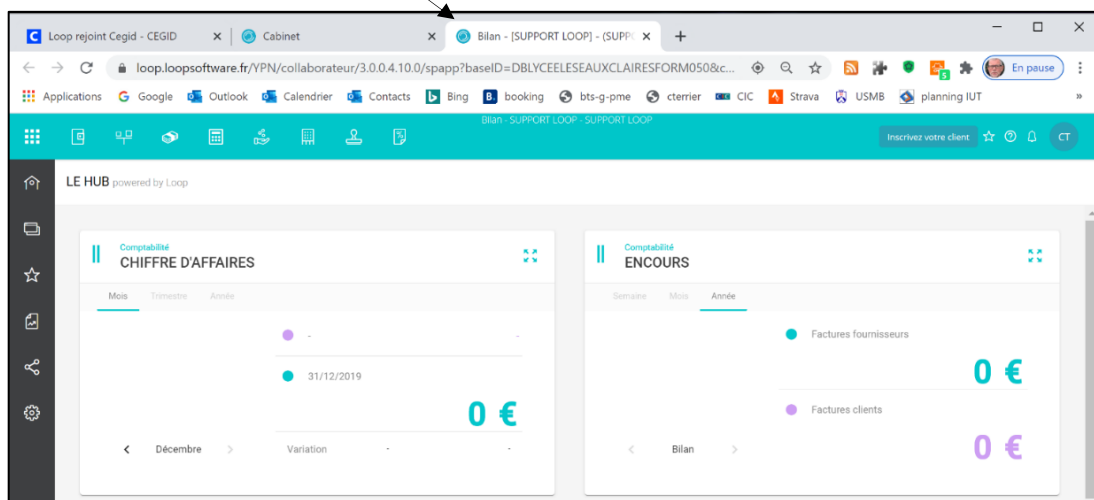 Loop rejoint Cegid - CEGID
Cabinet
Bilan - [SUPPORT LOOP] - (SUPP
loop.loopsoftware.fr/YPN/collaborateur/3.0.0.4.10.0/spapp?baseID=DBLYCEELESEAUXCLAIRESFORM050&c...
En pause
Applications
Google
Outlook
Calendrier
Contacts
Bing
booking
bts-g-pme
cterrier
CIC
Strava
USMB
planning IUT
»
Bilan - SUPPORT LOOP - SUPPORT LOOP
Inscrivez votre client
CT
LE HUB powered by Loop
Comptabilité
CHIFFRE D'AFFAIRES
Mois Trimestre Année
- -
31/12/2019
0 €
Décembre
Variation - -
Comptabilité
ENCOURS
Semaine Mois Année
Factures fournisseurs
0 €
Factures clients
0 €
Bilan